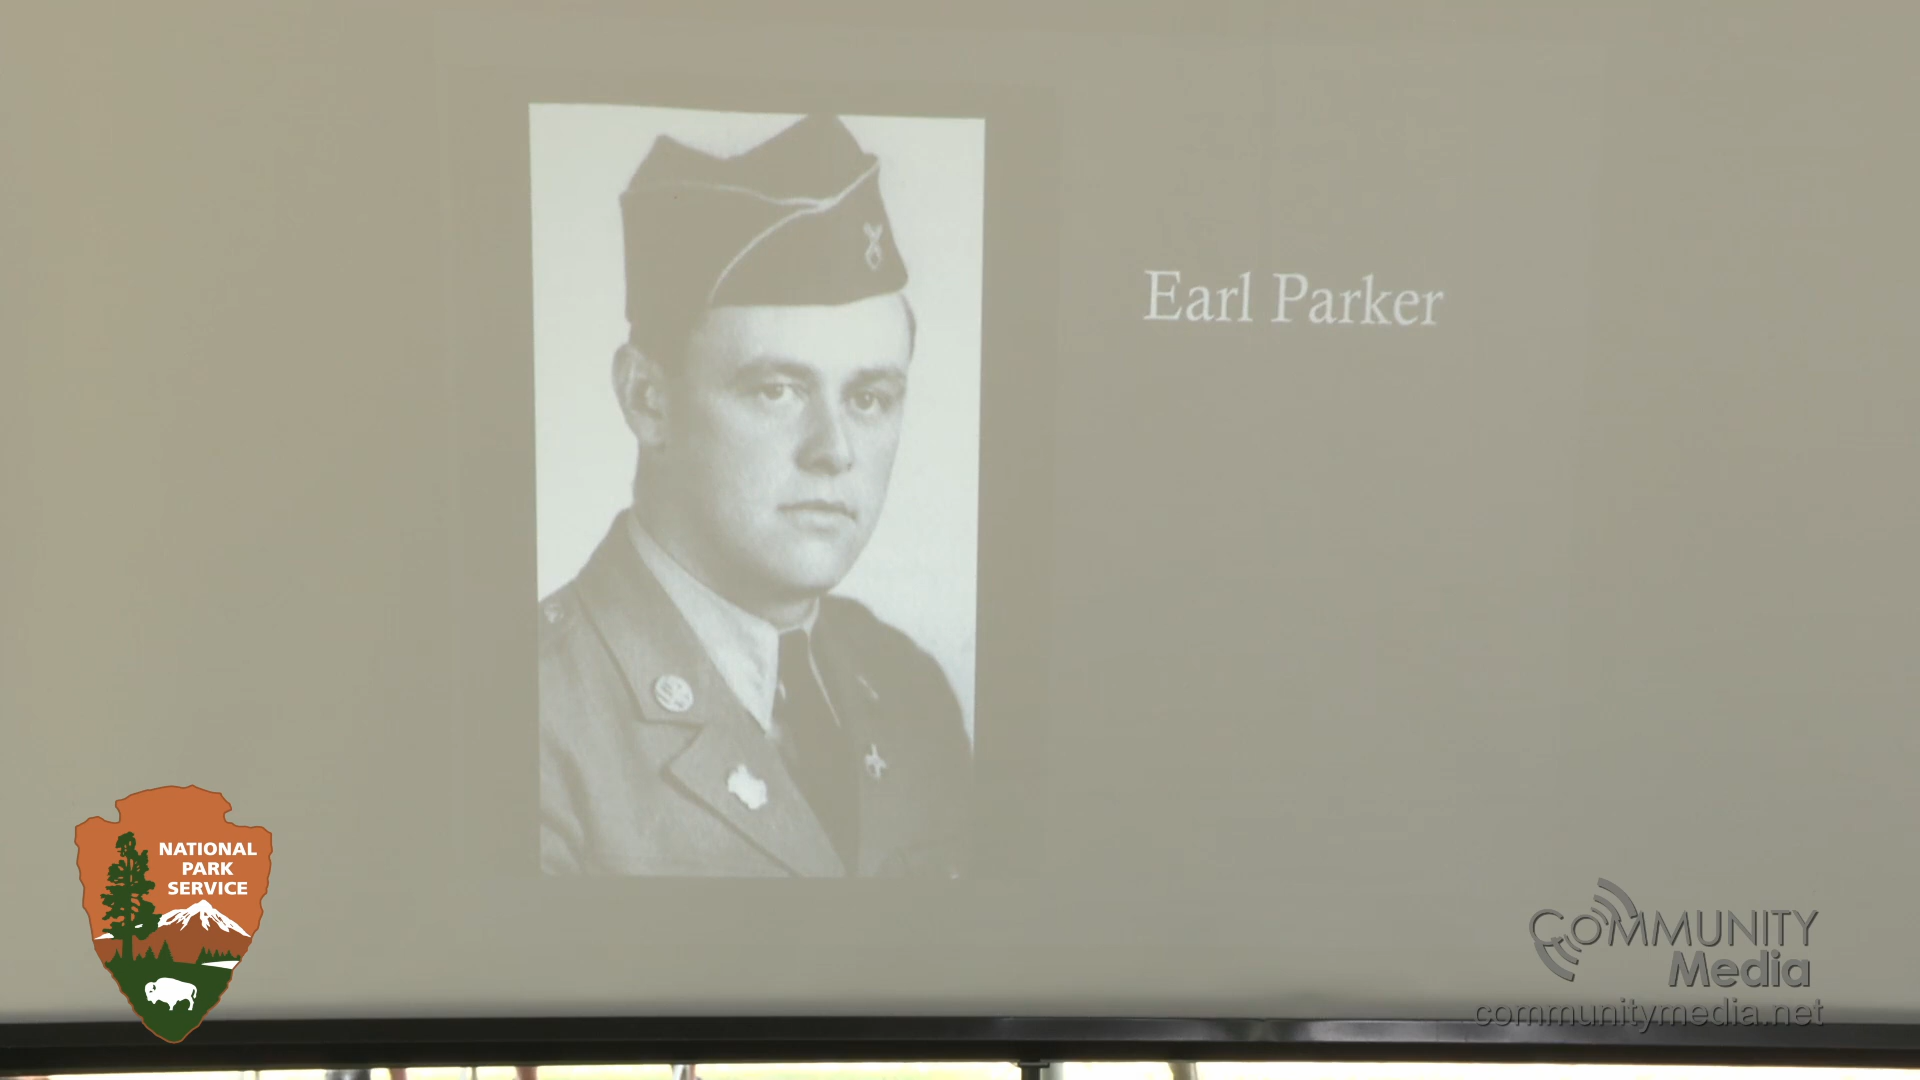 Earl Parker
NATIONAL
PARK
SERVICE
COMMUNITY
Media
communitymedia.net